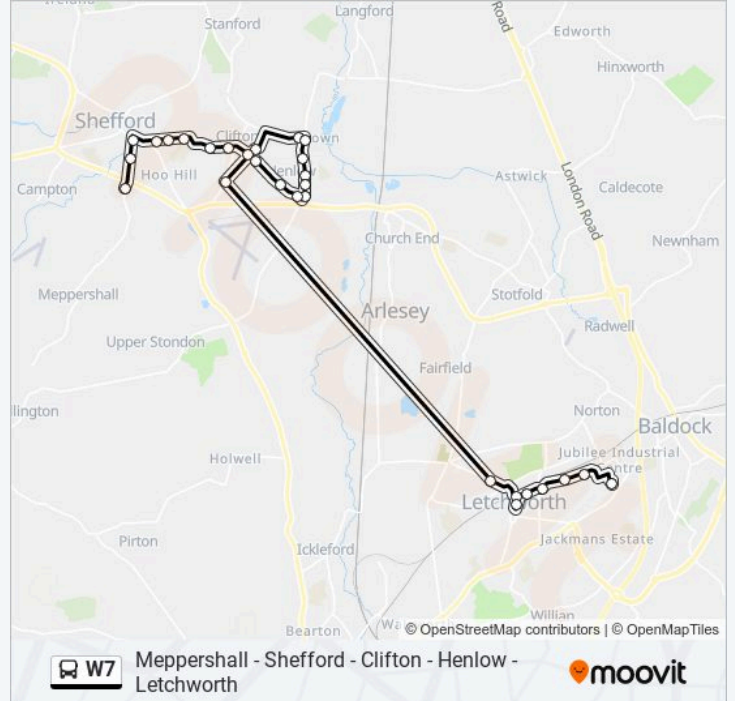 Langford
Road
Stanford
Edworth
Hinxworth
Shefford
Clifton
Campton
Hoo Hill
Astwick
London Road
Caldecote
Church End
Newnham
Meppershall
Stotfold
Arlesey
Radwell
Upper Stondon
Fairfield
Norton
Baldock
Holwell
Jubilee Industrial
Letchworth
Pirton
Jackmans Estate
Ickleford
Willian
Bearton
© OpenStreetMap contributors | © OpenMapTiles
W7
Meppershall - Shefford - Clifton - Henlow -
Letchworth
moovit